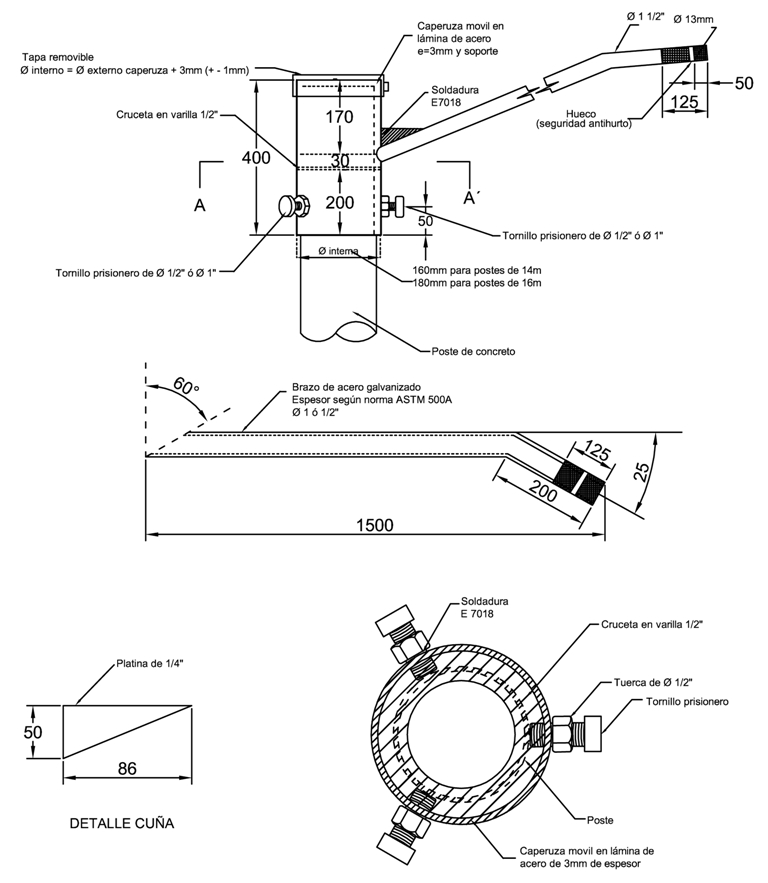 Caperuza movil en
lámina de acero
e=3mm y soporte
Ø 1 1/2"
Ø 13mm
Tapa removible
Ø interno = Ø externo caperuza + 3mm (+ - 1mm)
Soldadura
E7018
50
125
Hueco
(seguridad antihurto)
Cruceta en varilla 1/2"
170
400
30
A
A´
200
50
Tornillo prisionero de Ø 1/2" ó Ø 1"
Ø interna
Tornillo prisionero de Ø 1/2" ó Ø 1"
160mm para postes de 14m
180mm para postes de 16m
Poste de concreto
60°
Brazo de acero galvanizado
Espesor según norma ASTM 500A
Ø 1 ó 1/2"
125
25
200
1500
Soldadura
E 7018
Cruceta en varilla 1/2"
Platina de 1/4"
Tuerca de Ø 1/2"
Tornillo prisionero
50
86
DETALLE CUÑA
Poste
Caperuza movil en lámina de
acero de 3mm de espesor